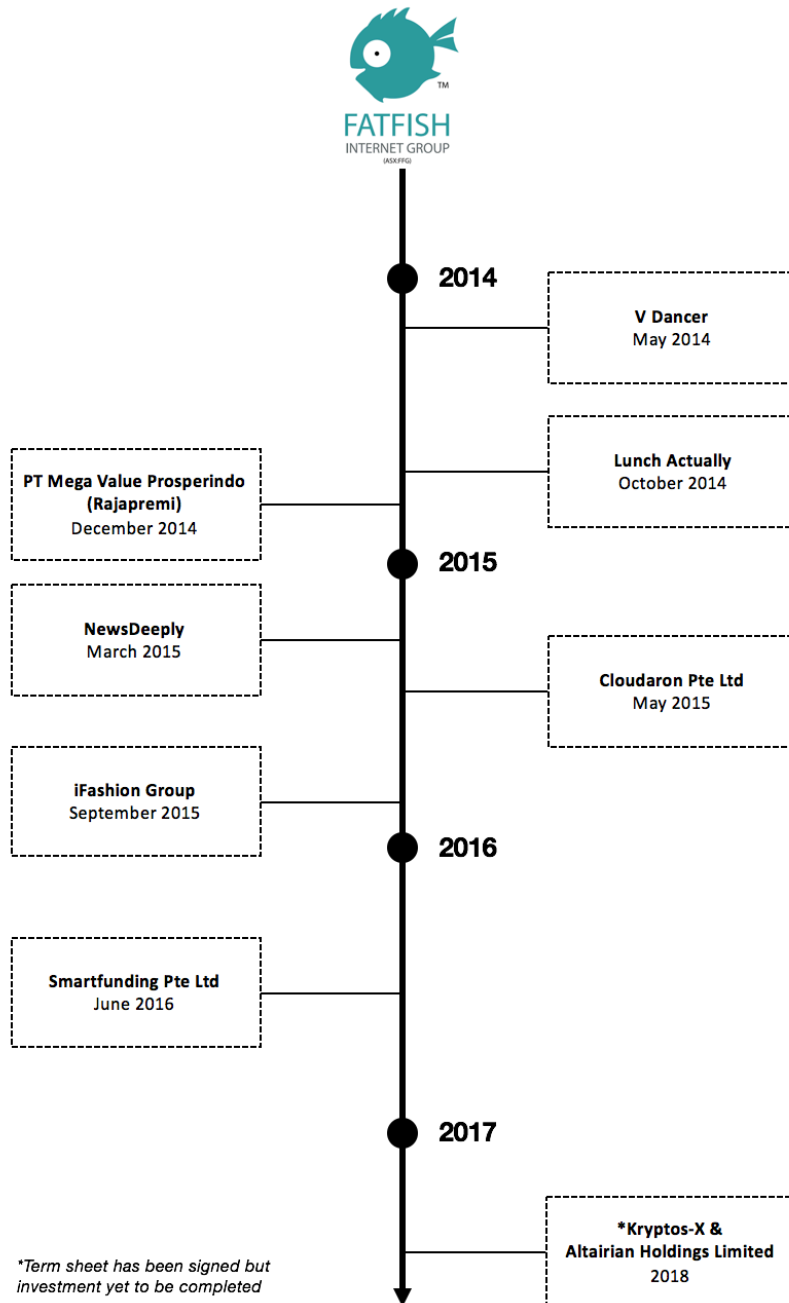 TM
FATFISH
INTERNET GROUP
(ASX:FFG)
2014
V Dancer
May 2014
Lunch Actually
October 2014
PT Mega Value Prosperindo
(Rajapremi)
December 2014
2015
NewsDeeply
March 2015
Cloudaron Pte Ltd
May 2015
iFashion Group
September 2015
2016
Smartfunding Pte Ltd
June 2016
2017
*Kryptos-X &
Altairian Holdings Limited
2018
*Term sheet has been signed but
investment yet to be completed